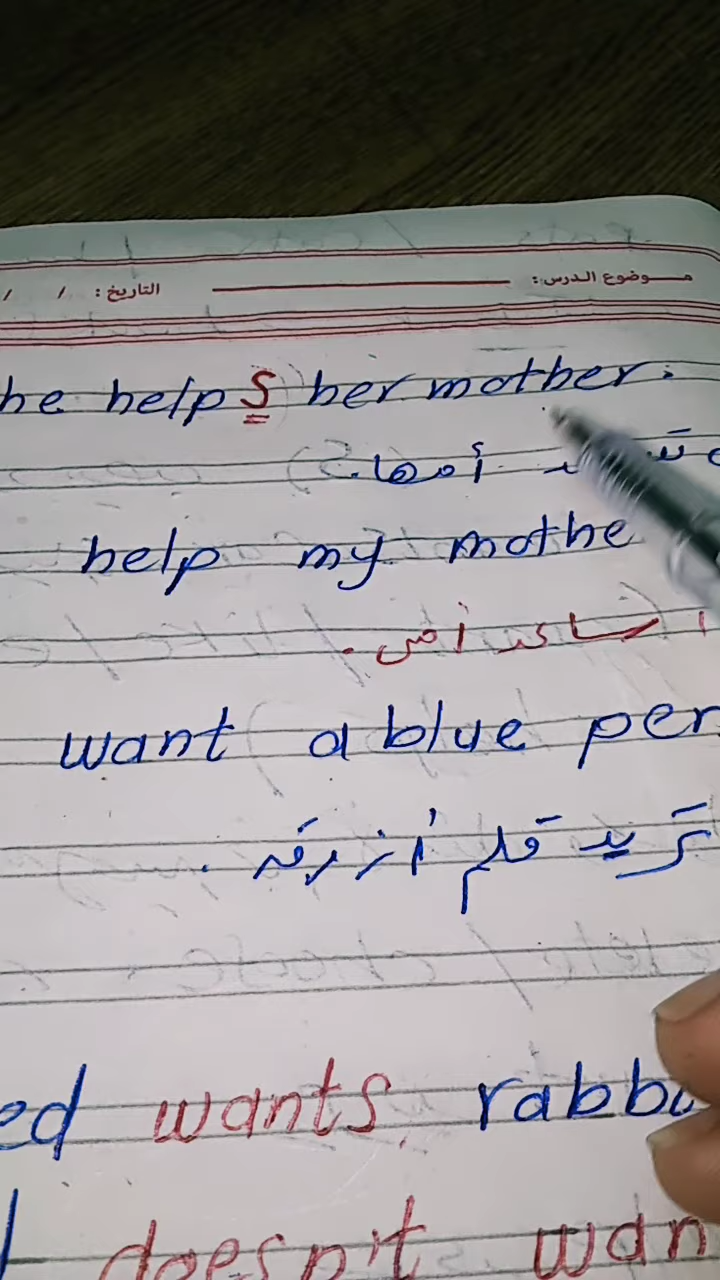 موضوع الدرس: التاريخ: / /
he helps her mother.
أمها.
help my mothe
أساعد أمي.
want a blue pen
تريد قلم أزرق.
ed wants rabbi
doesn't wan